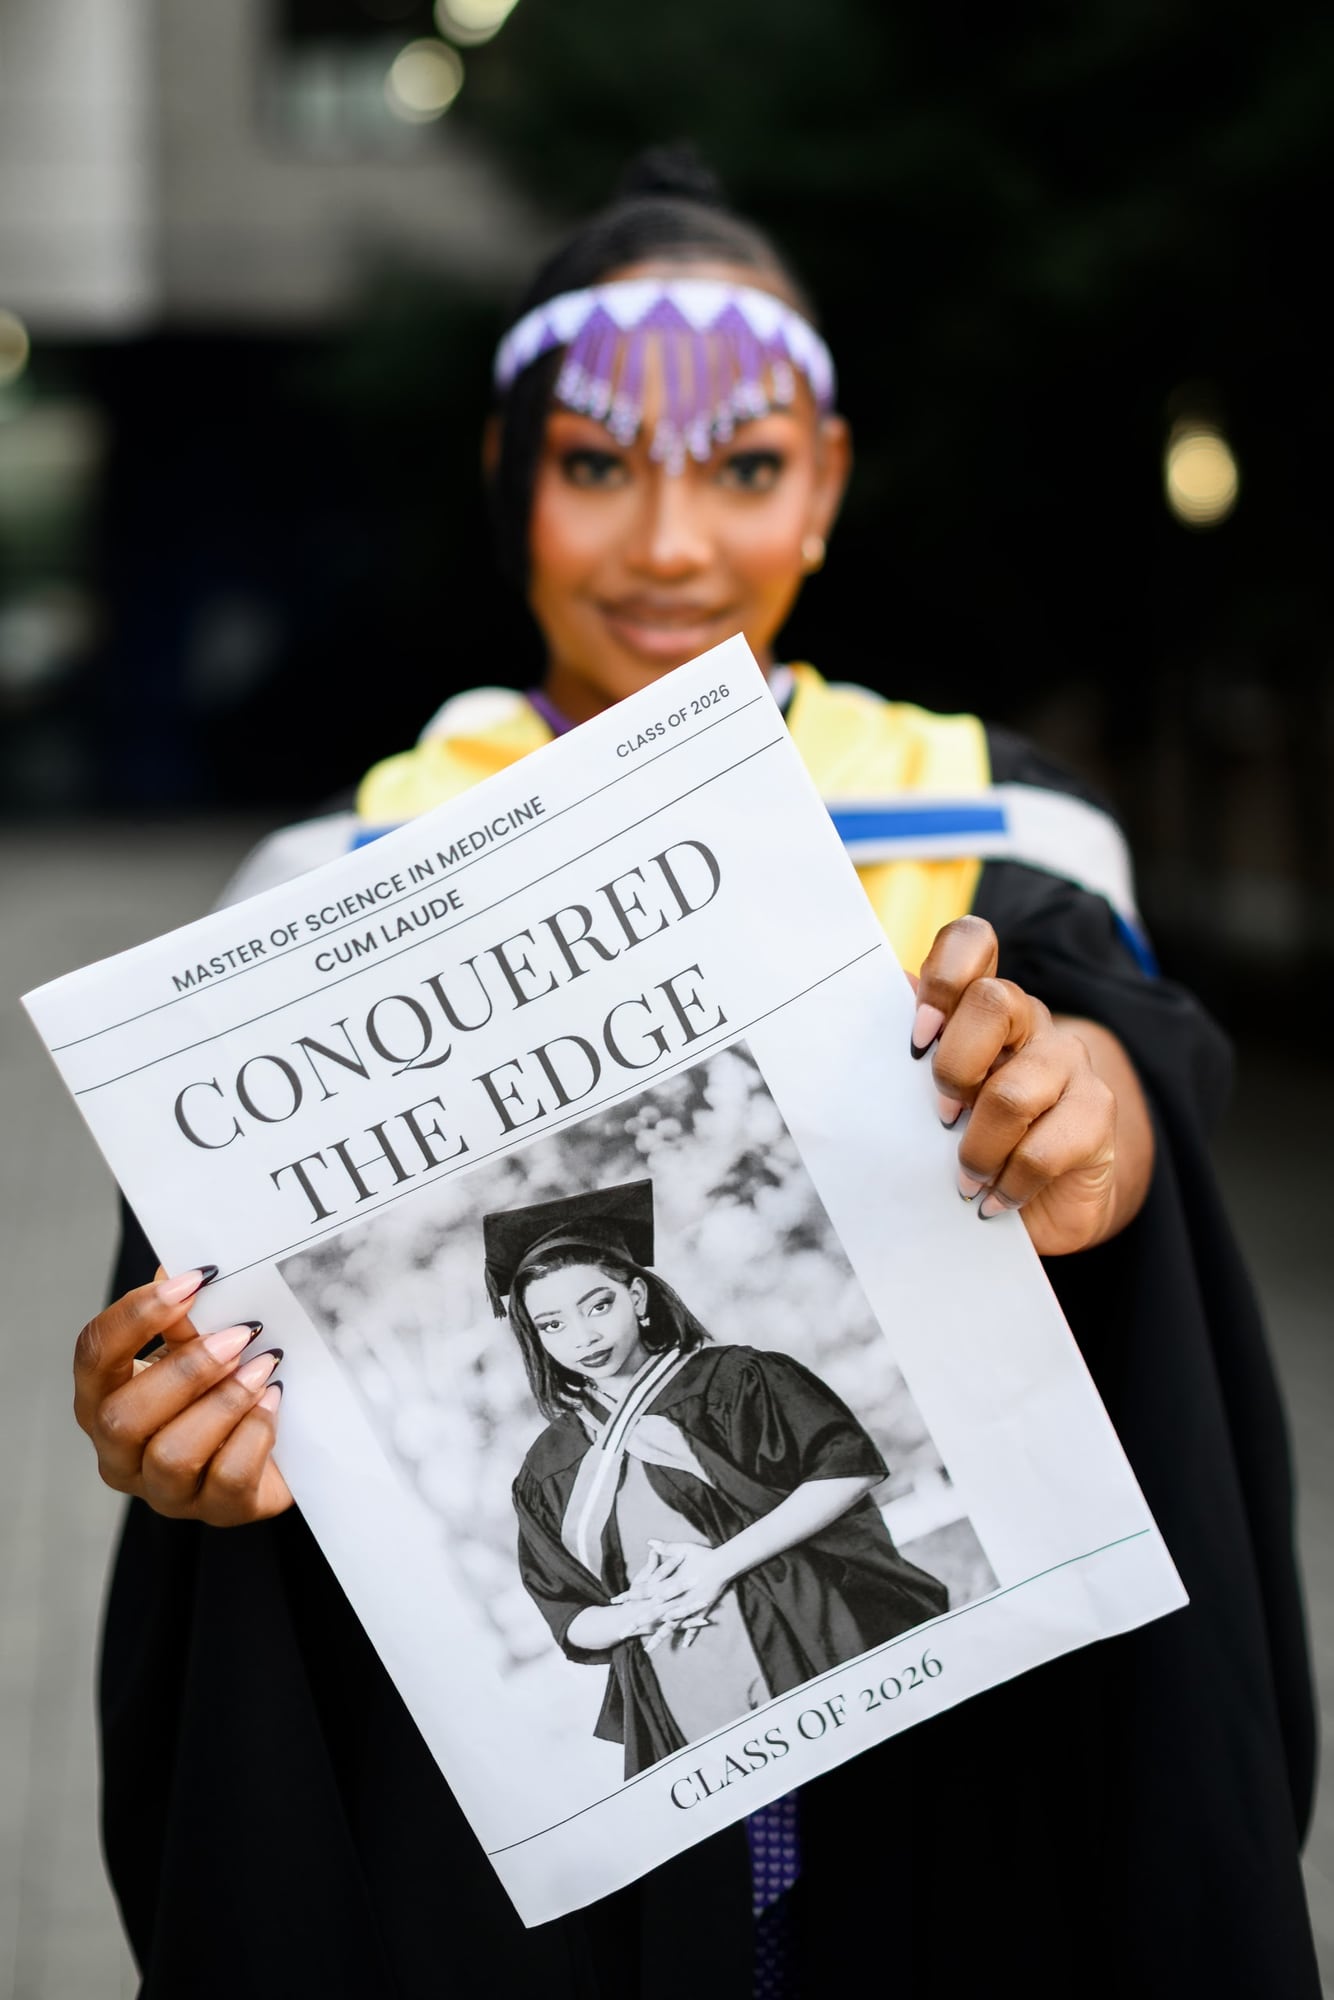 MASTER OF SCIENCE IN MEDICINE
CLASS OF 2026
CUM LAUDE
CONQUERED
THE EDGE
CLASS OF 2026